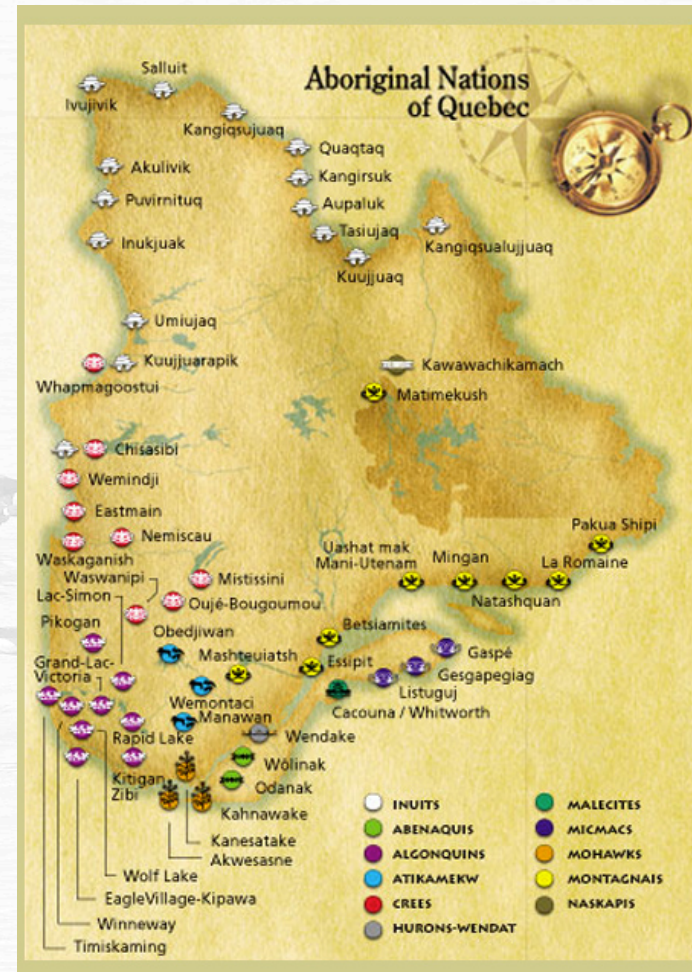 Aboriginal Nations
of Quebec
Salluit
Ivujivik
Kangiqsujuaq
Quaqtaq
Akulivik
Kangirsuk
Puvirnituq
Aupaluk
Tasiujaq
Inukjuak
Kangiqsualujjuaq
Kuujjuaq
Umiujaq
Kuujjuarapik
Kawawachikamach
Whapmagoostui
Matimekush
Chisasibi
Wemindji
Eastmain
Nemiscau
Pakua Shipi
Waskaganish
Uashat mak
Mani-Utenam
Mingan
La Romaine
Waswanipi
Mistissini
Natashquan
Lac-Simon
Oujé-Bougoumou
Pikogan
Obedjiwan
Betsiamites
Gaspé
Grand-Lac-
Victoria
Mashteuiatsh
Essipit
Gesgapegiag
Listuguj
Wemontaci
Manawan
Cacouna / Whitworth
Rapid Lake
Wendake
Wôlinak
Kitigan
Zibi
Odanak
Kahnawake
Kanesatake
Akwesasne
Wolf Lake
EagleVillage-Kipawa
Winneway
Timiskaming
INUITS
ABENAQUIS
ALGONQUINS
ATIKAMEKW
CREES
HURONS-WENDAT
MALECITES
MICMACS
MOHAWKS
MONTAGNAIS
NASKAPIS